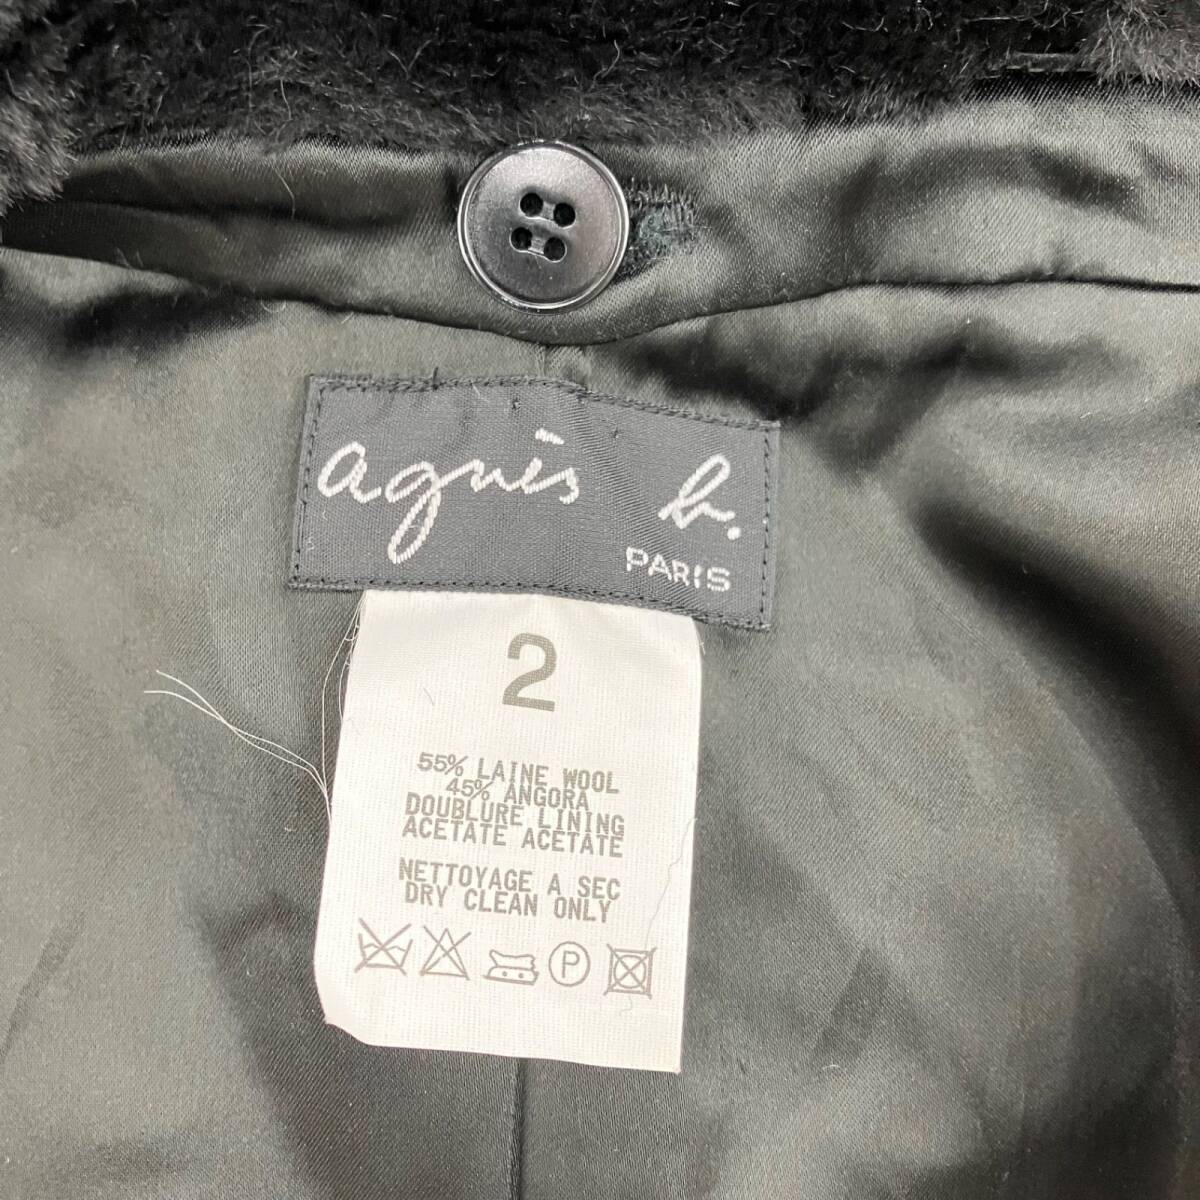 agnès b.
PARIS
2
55% LAINE WOOL
45% ANGORA
DOUBLURE LINING
ACETATE ACETATE
NETTOYAGE A SEC
DRY CLEAN ONLY
P